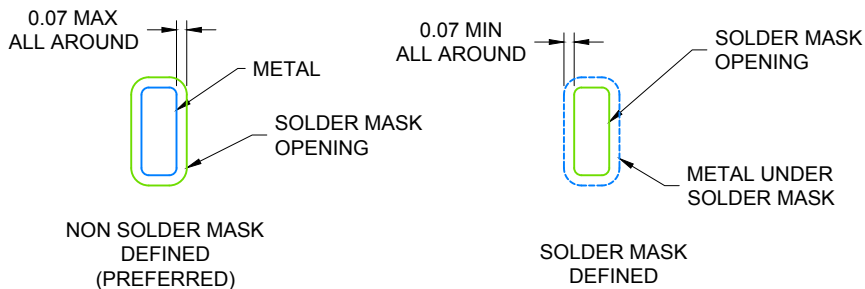 0.07 MAX
ALL AROUND
METAL
SOLDER MASK
OPENING
NON SOLDER MASK
DEFINED
(PREFERRED)
0.07 MIN
ALL AROUND
SOLDER MASK
OPENING
METAL UNDER
SOLDER MASK
SOLDER MASK
DEFINED